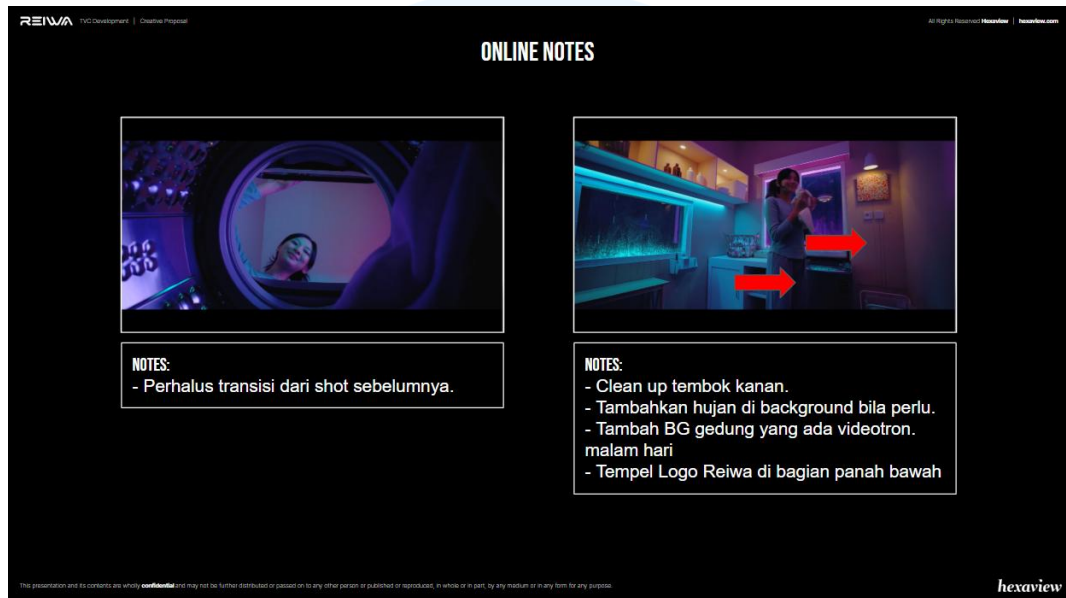 REIWA TVC Development | Creative Proposal
All Rights Reserved Hexaview | hexaview.com
ONLINE NOTES
NOTES:
- Perhalus transisi dari shot sebelumnya.
NOTES:
- Clean up tembok kanan.
- Tambahkan hujan di background bila perlu.
- Tambah BG gedung yang ada videotron.
malam hari
- Tempel Logo Reiwa di bagian panah bawah
This presentation and its contents are wholly confidential and may not be further distributed or passed on to any other person or published or reproduced, in whole or in part, by any medium or in any form for any purpose.
hexaview